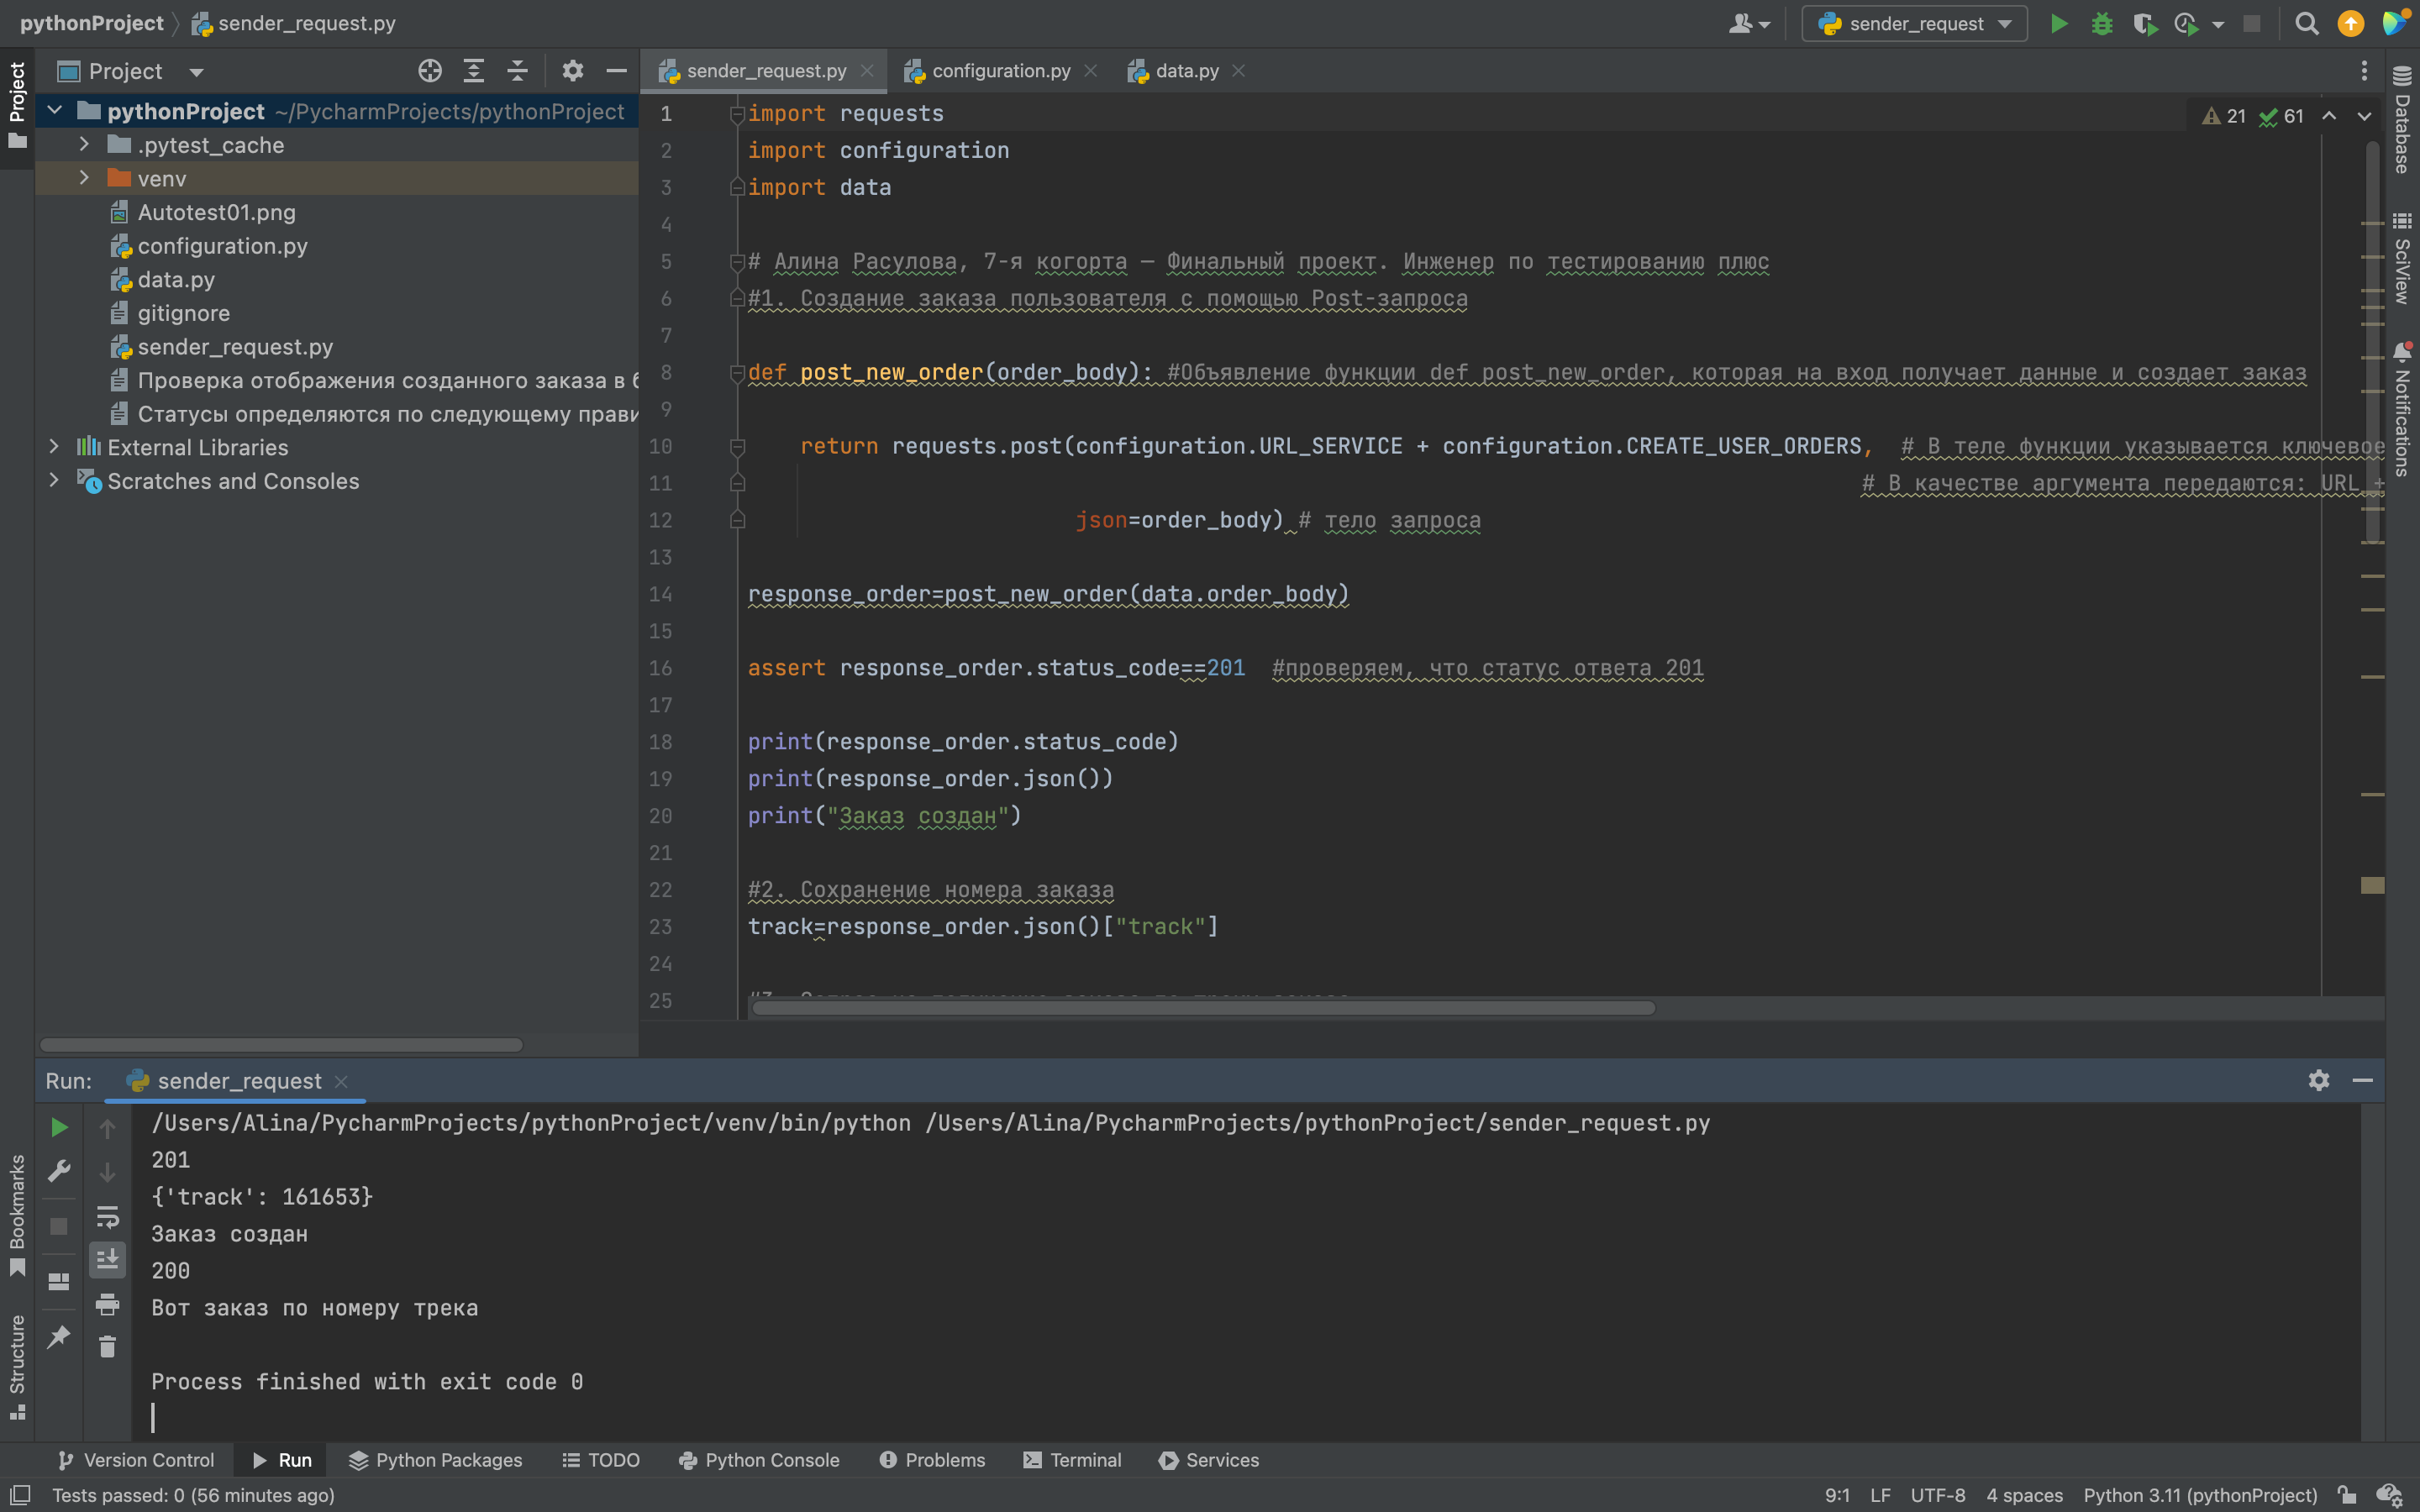 pythonProject sender_request.py
sender_request
Project
Project
sender_request.py configuration.py data.py
pythonProject ~/PycharmProjects/pythonProject
.pytest_cache
venv
Autotest01.png
configuration.py
data.py
gitignore
sender_request.py
Проверка отображения созданного заказа в
Статусы определяются по следующему
External Libraries
Scratches and Consoles
21 61
1 import requests
2 import configuration
3 import data
4
5 # Алина Расулова, 7-я когорта — Финальный проект. Инженер по тестированию плюс
6 #1. Создание заказа пользователя с помощью Post-запроса
7
8 def post_new_order(order_body): #Объявление функции def post_new_order, которая на вход получает данные и создает заказ
9
10 return requests.post(configuration.URL_SERVICE + configuration.CREATE_USER_ORDERS, # В теле функции указывается ключевое
11 # В качестве аргумента передаются: URL +
12 json=order_body) # тело запроса
13
14 response_order=post_new_order(data.order_body)
15
16 assert response_order.status_code==201 #проверяем, что статус ответа 201
17
18 print(response_order.status_code)
19 print(response_order.json())
20 print("Заказ создан")
21
22 #2. Сохранение номера заказа
23 track=response_order.json()["track"]
24
25
Database
SciView
Notifications
Run: sender_request
/Users/Alina/PycharmProjects/pythonProject/venv/bin/python /Users/Alina/PycharmProjects/pythonProject/sender_request.py
201
{'track': 161653}
Заказ создан
200
Вот заказ по номеру трека
Process finished with exit code 0
Bookmarks
Structure
Version Control Run Python Packages TODO Python Console Problems Terminal Services
Tests passed: 0 (56 minutes ago) 9:1 LF UTF-8 4 spaces Python 3.11 (pythonProject)